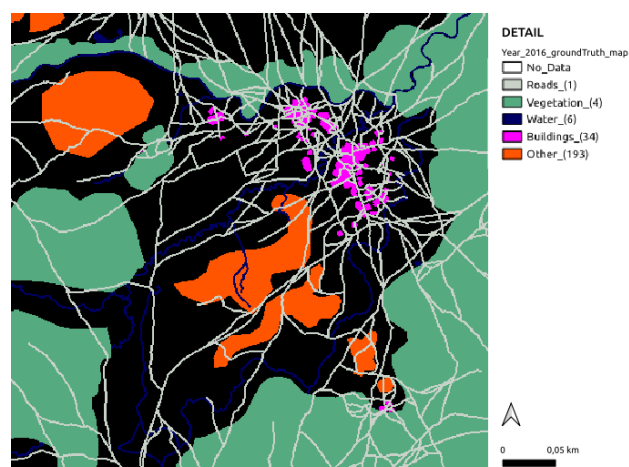 DETAIL
Year_2016_groundTruth_map
No_Data
Roads_(1)
Vegetation_(4)
Water_(6)
Buildings_(34)
Other_(193)
0 0,05 km